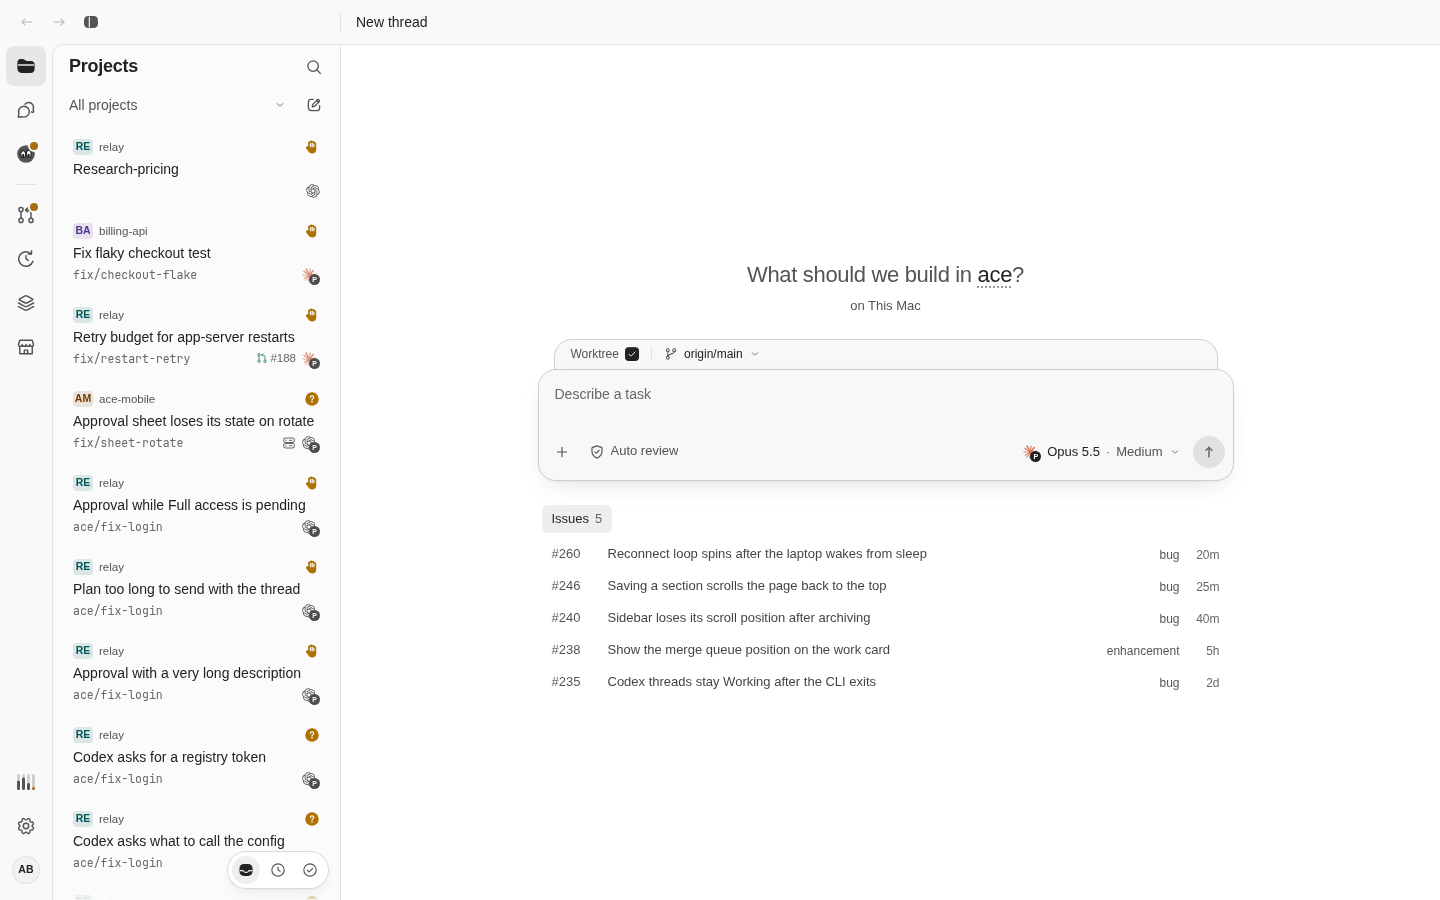 New thread
Projects
All projects
RE relay
Research-pricing
BA billing-api
Fix flaky checkout test
fix/checkout-flake
P
RE relay
Retry budget for app-server restarts
fix/restart-retry #188
P
AM ace-mobile ?
Approval sheet loses its state on rotate
fix/sheet-rotate
P
RE relay
Approval while Full access is pending
ace/fix-login
P
RE relay
Plan too long to send with the thread
ace/fix-login
P
RE relay
Approval with a very long description
ace/fix-login
P
RE relay ?
Codex asks for a registry token
ace/fix-login
P
RE relay ?
Codex asks what to call the config
ace/fix-login
AB
What should we build in ace?
on This Mac
Worktree origin/main
Describe a task
Auto review P Opus 5.5 · Medium
Issues 5
#260 Reconnect loop spins after the laptop wakes from sleep bug 20m
#246 Saving a section scrolls the page back to the top bug 25m
#240 Sidebar loses its scroll position after archiving bug 40m
#238 Show the merge queue position on the work card enhancement 5h
#235 Codex threads stay Working after the CLI exits bug 2d